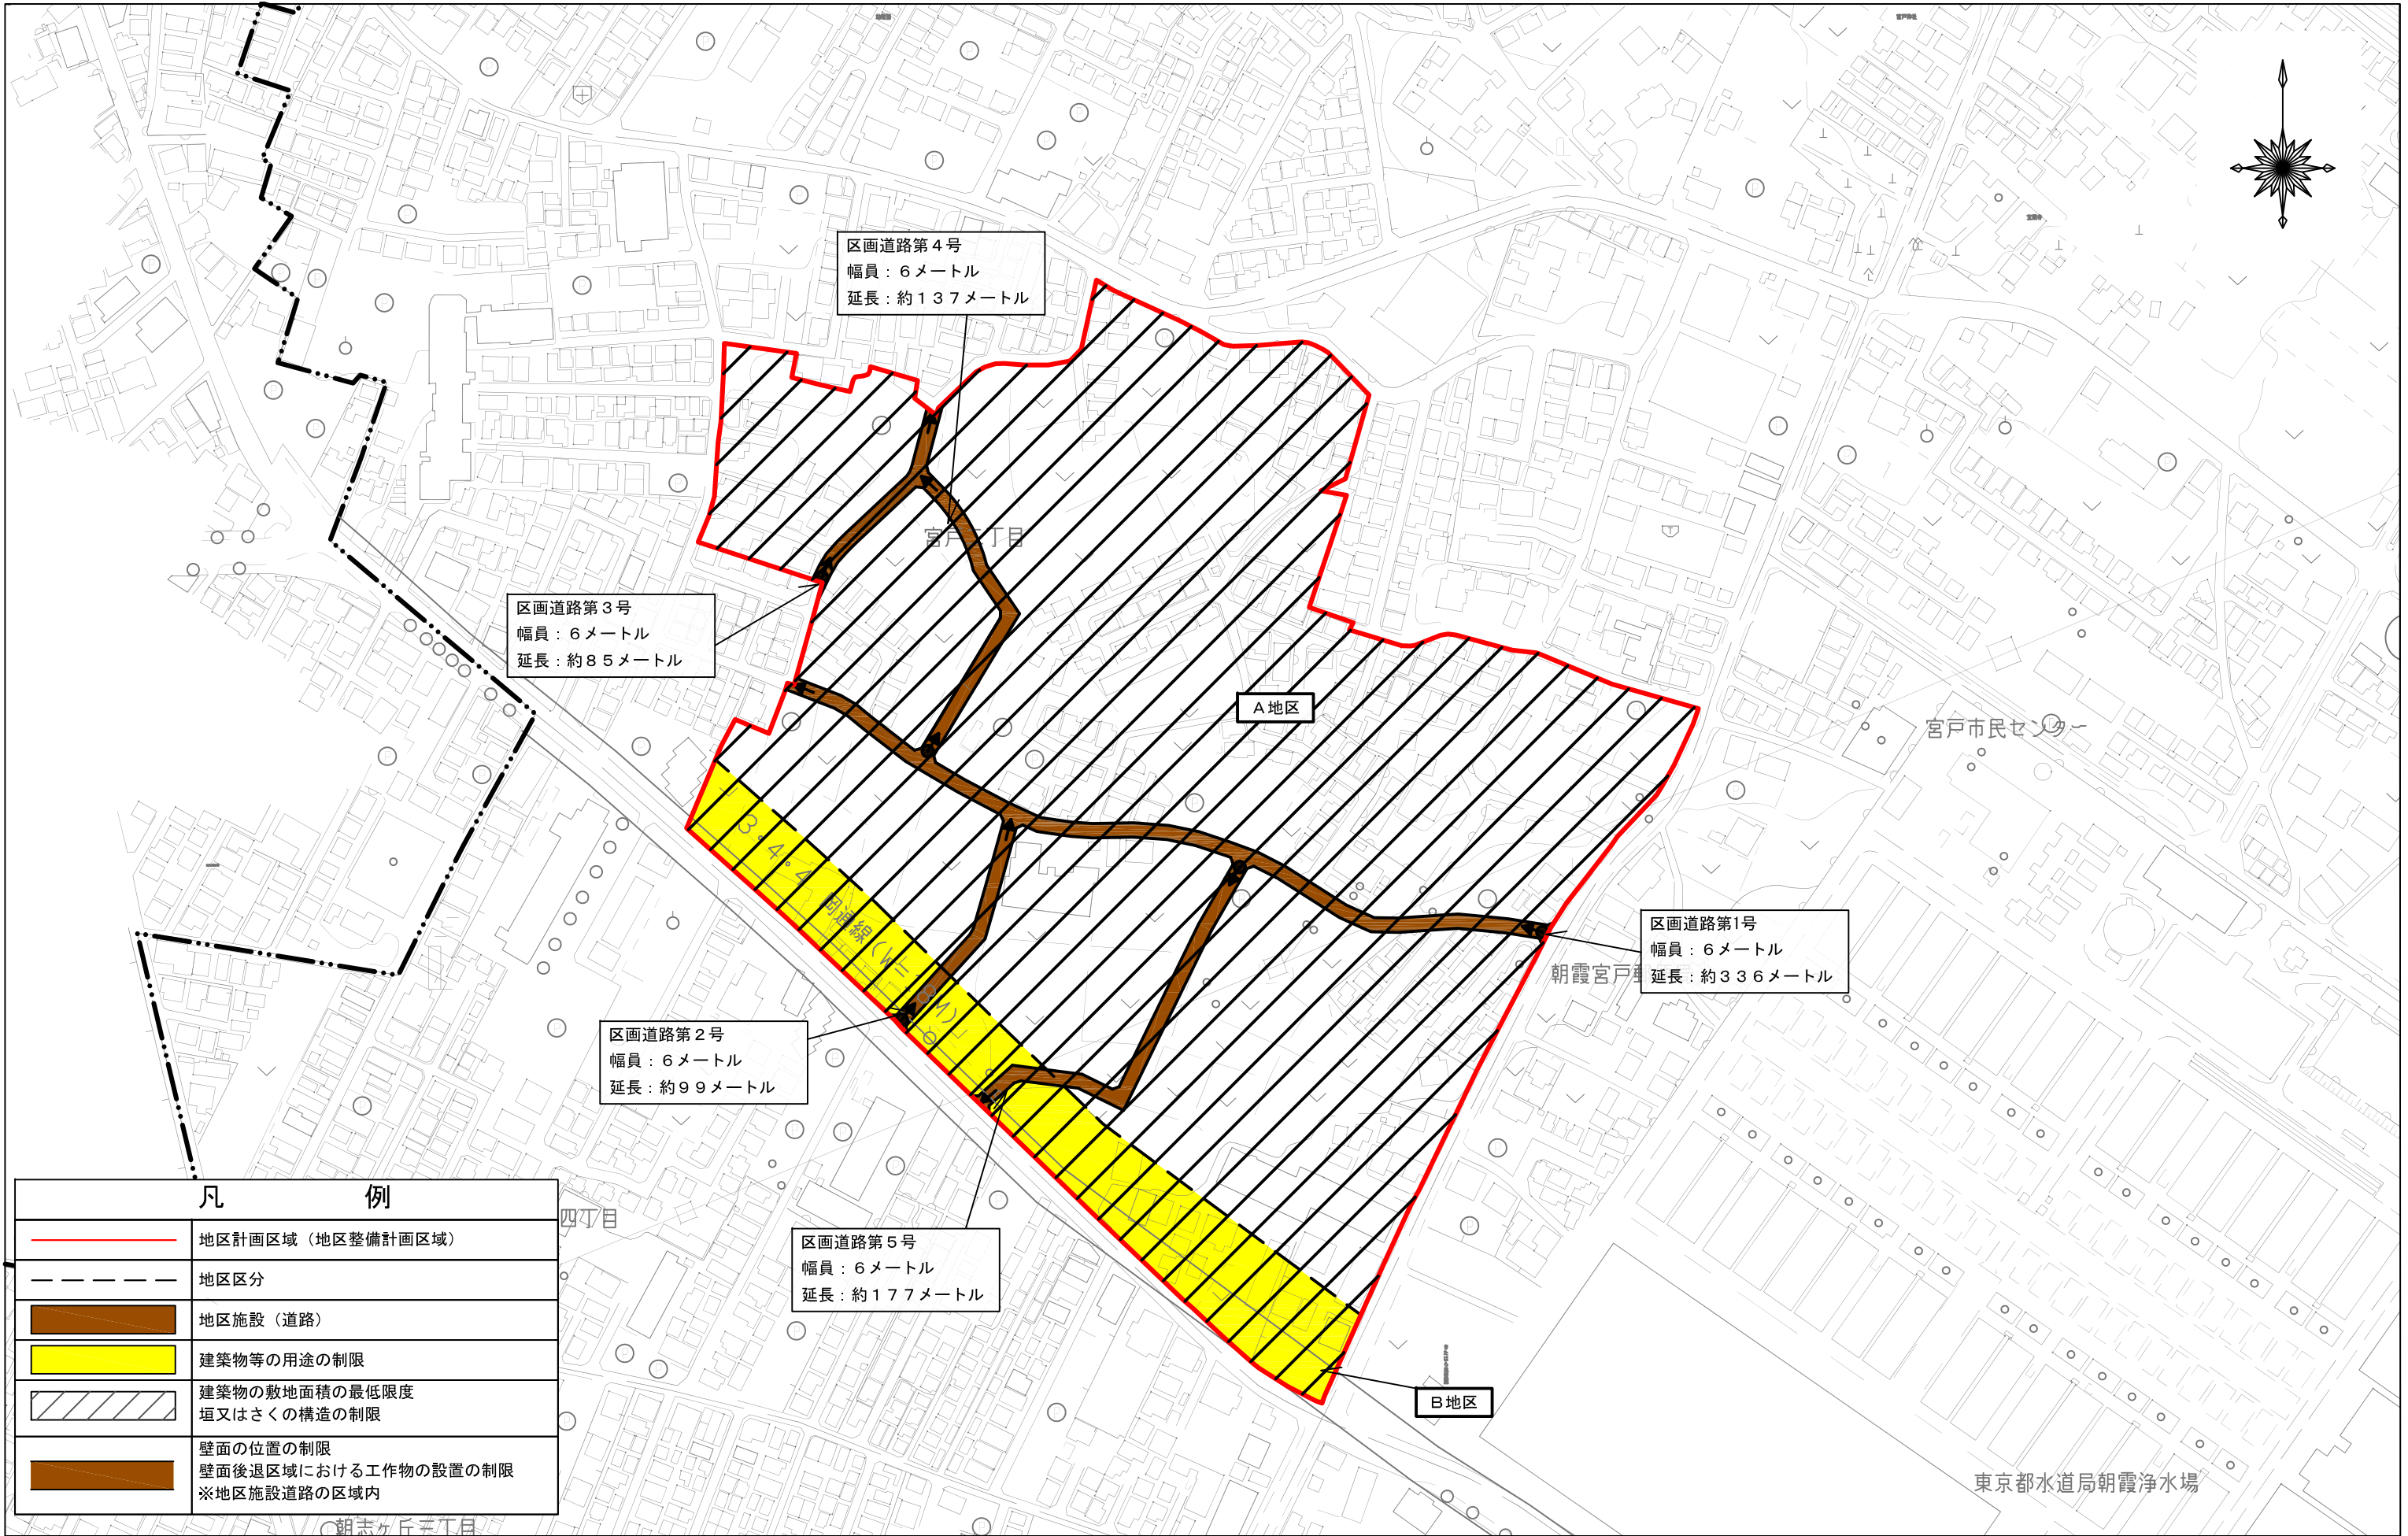 区画道路第４号
幅員：６メートル
延長：約１３７メートル
区画道路第３号
幅員：６メートル
延長：約８５メートル
Ａ地区
宮戸市民センター
区画道路第1号
幅員：６メートル
延長：約３３６メートル
朝霞宮戸
区画道路第２号
幅員：６メートル
延長：約９９メートル
３・４・４
岡通線（W=18M）
区画道路第５号
幅員：６メートル
延長：約１７７メートル
Ｂ地区
東京都水道局朝霞浄水場
四丁目
朝志ヶ丘三丁目
凡　例
地区計画区域（地区整備計画区域）
地区区分
地区施設（道路）
建築物等の用途の制限
建築物の敷地面積の最低限度
垣又はさくの構造の制限
壁面の位置の制限
壁面後退区域における工作物の設置の制限
※地区施設道路の区域内